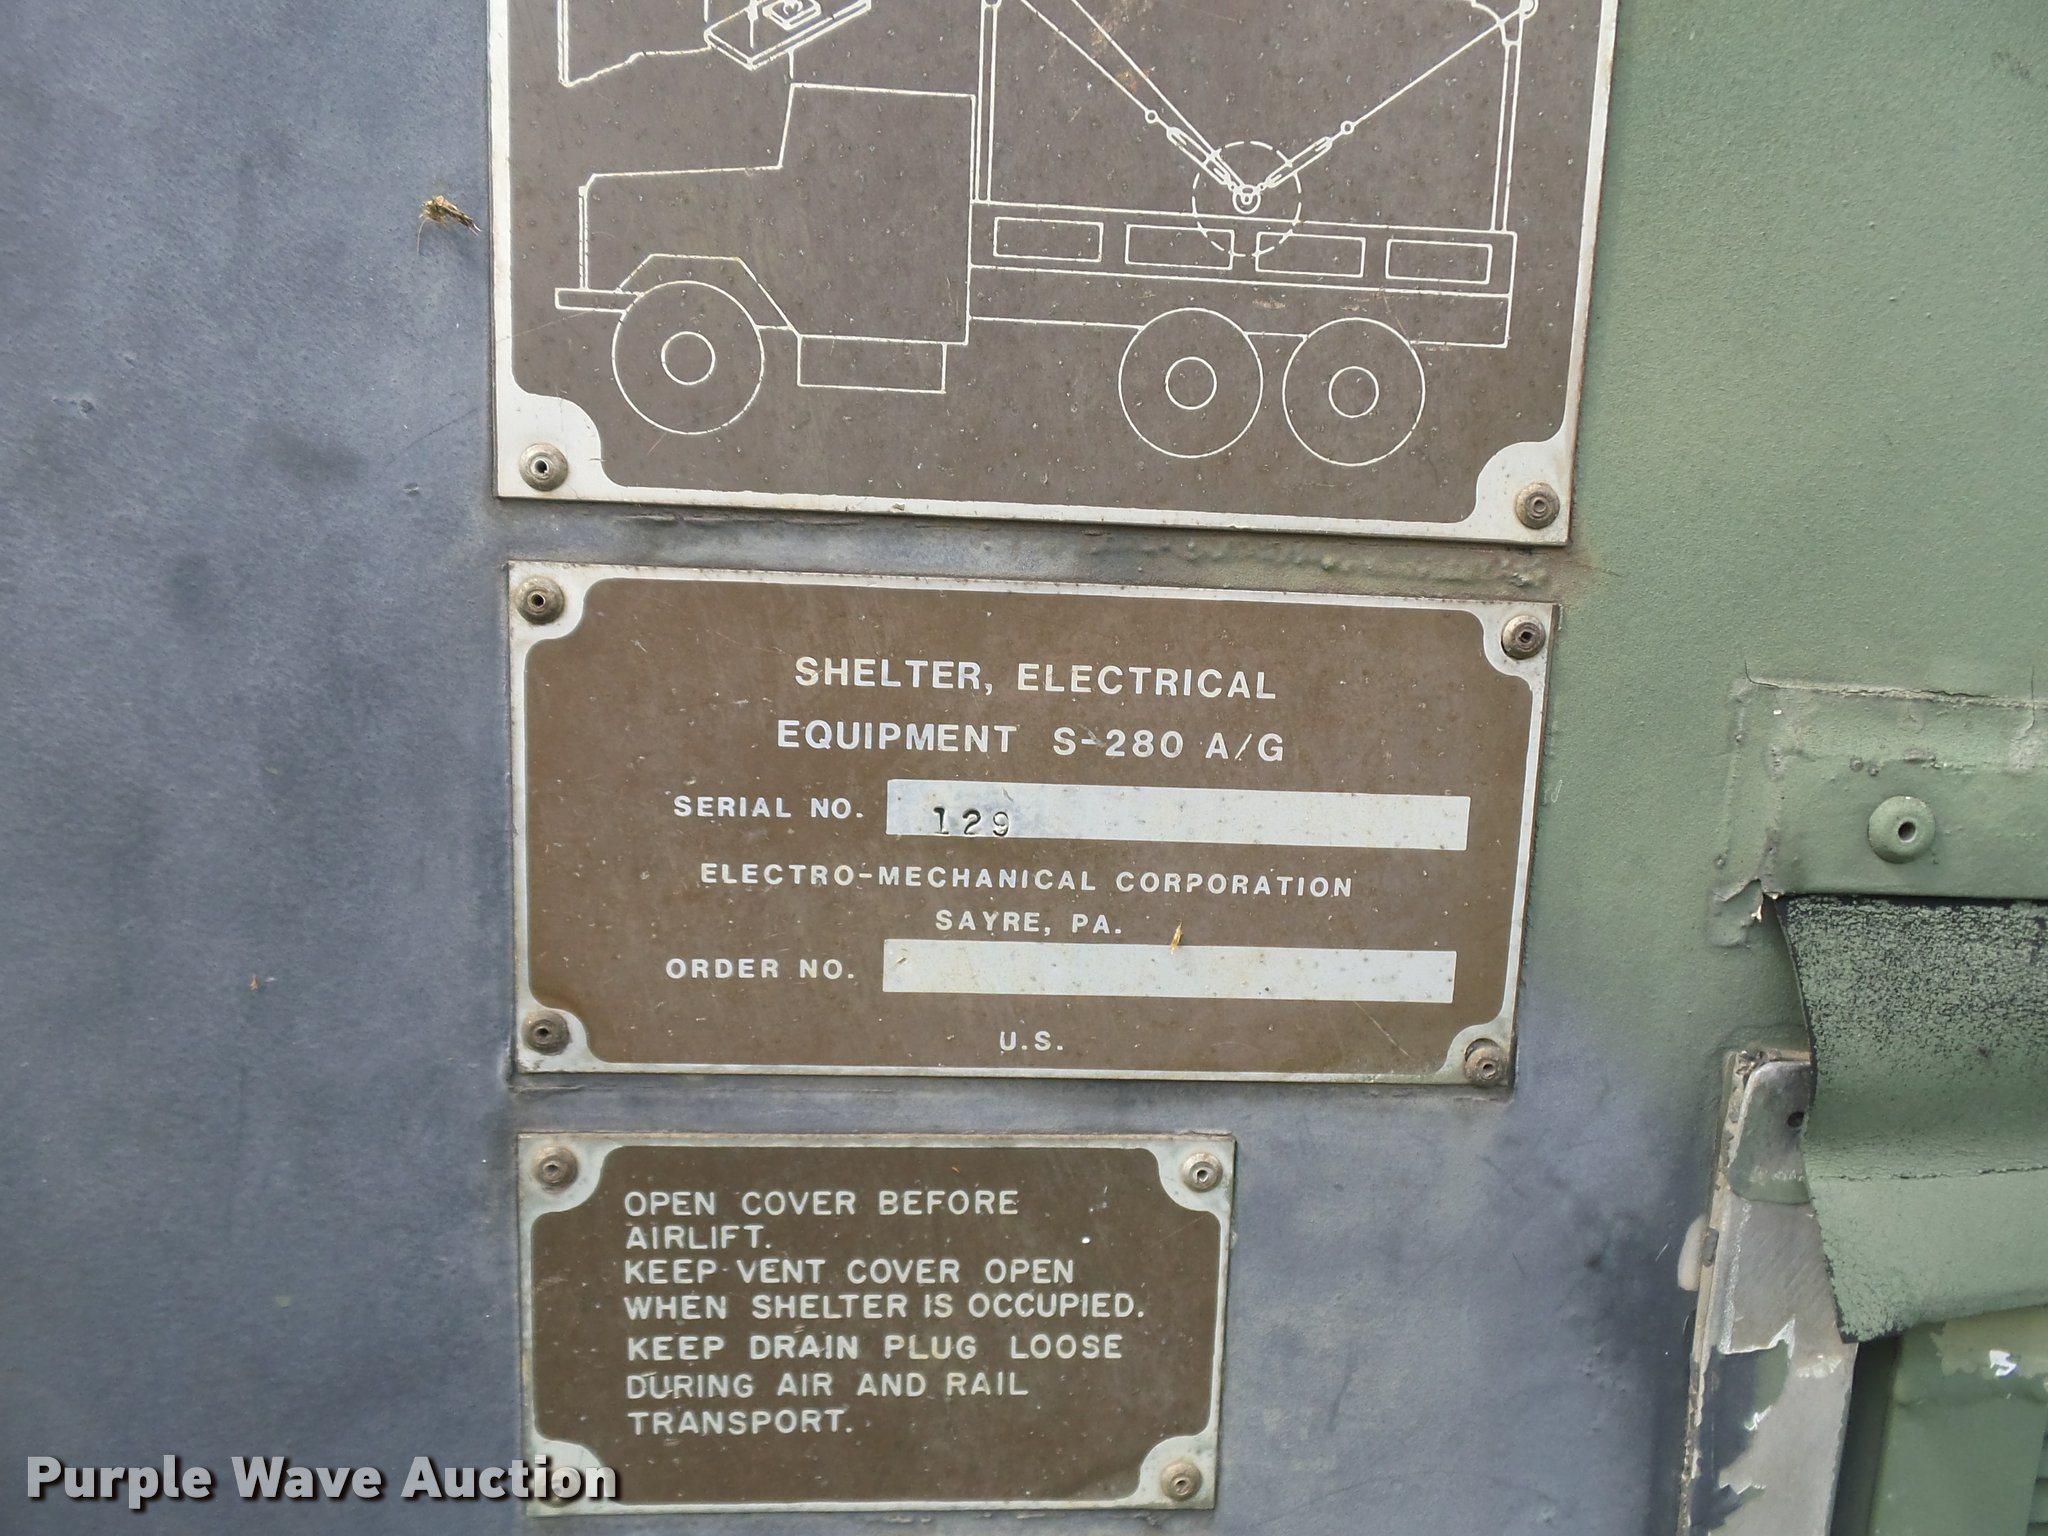 SHELTER, ELECTRICAL
EQUIPMENT S-280 A/G
SERIAL NO. 129
ELECTRO-MECHANICAL CORPORATION
SAYRE, PA.
ORDER NO.
U.S.
OPEN COVER BEFORE
AIRLIFT.
KEEP VENT COVER OPEN
WHEN SHELTER IS OCCUPIED.
KEEP DRAIN PLUG LOOSE
DURING AIR AND RAIL
TRANSPORT.
Purple Wave Auction